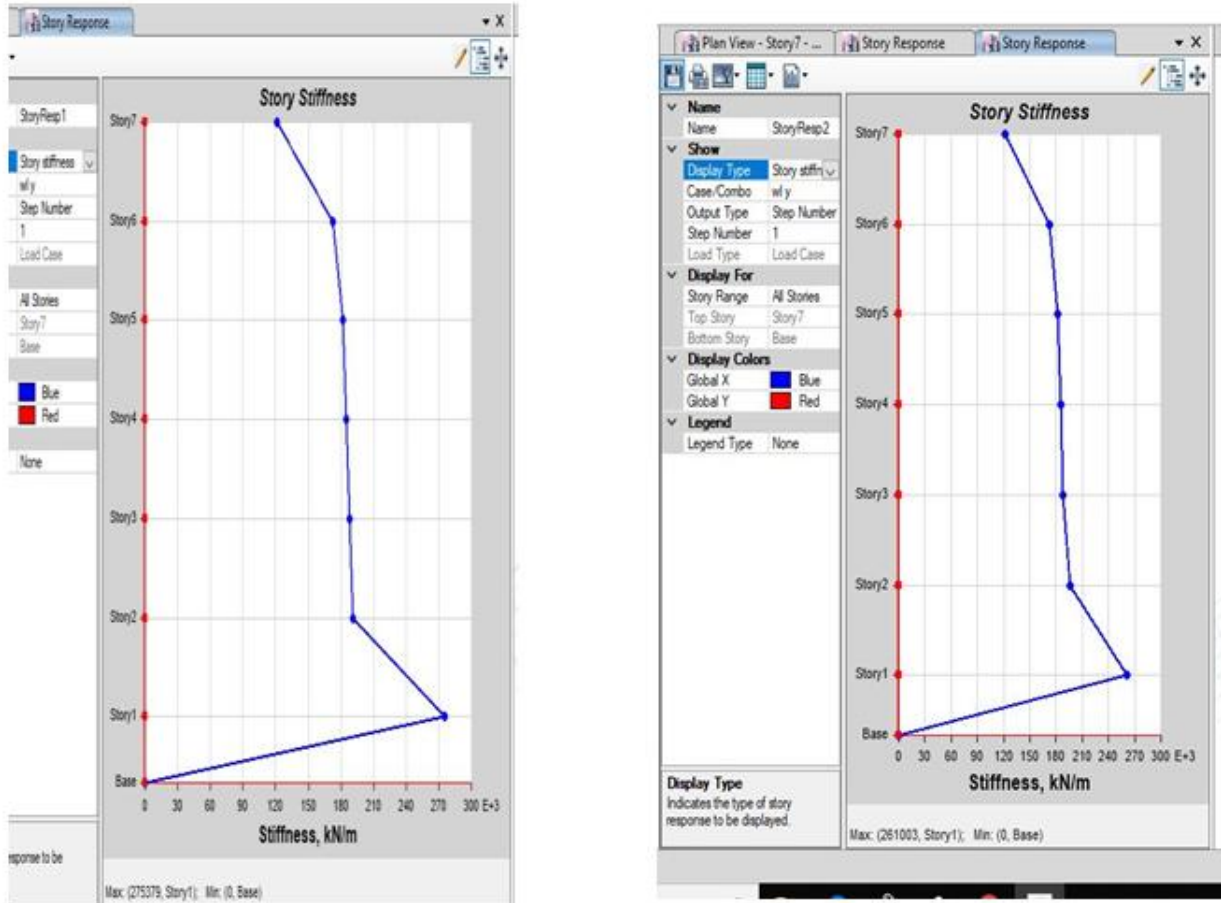 Story Response
StoryResp1
Story stiffness
wl y
Step Number
1
Load Case
All Stories
Story7
Base
Blue
Red
None
esponse to be
Story Stiffness
Story7
Story6
Story5
Story4
Story3
Story2
Story1
Base
0 30 60 90 120 150 180 210 240 270 300 E+3
Stiffness, kN/m
Max: (275379, Story1); Min: (0, Base)
Plan View - Story7 - ... Story Response Story Response
Name
Name StoryResp2
Show
Display Type Story stiffn
Case/Combo wl y
Output Type Step Number
Step Number 1
Load Type Load Case
Display For
Story Range All Stories
Top Story Story7
Bottom Story Base
Display Colors
Global X Blue
Global Y Red
Legend
Legend Type None
Display Type
Indicates the type of story
response to be displayed.
Story Stiffness
Story7
Story6
Story5
Story4
Story3
Story2
Story1
Base
0 30 60 90 120 150 180 210 240 270 300 E+3
Stiffness, kN/m
Max: (261003, Story1); Min: (0, Base)